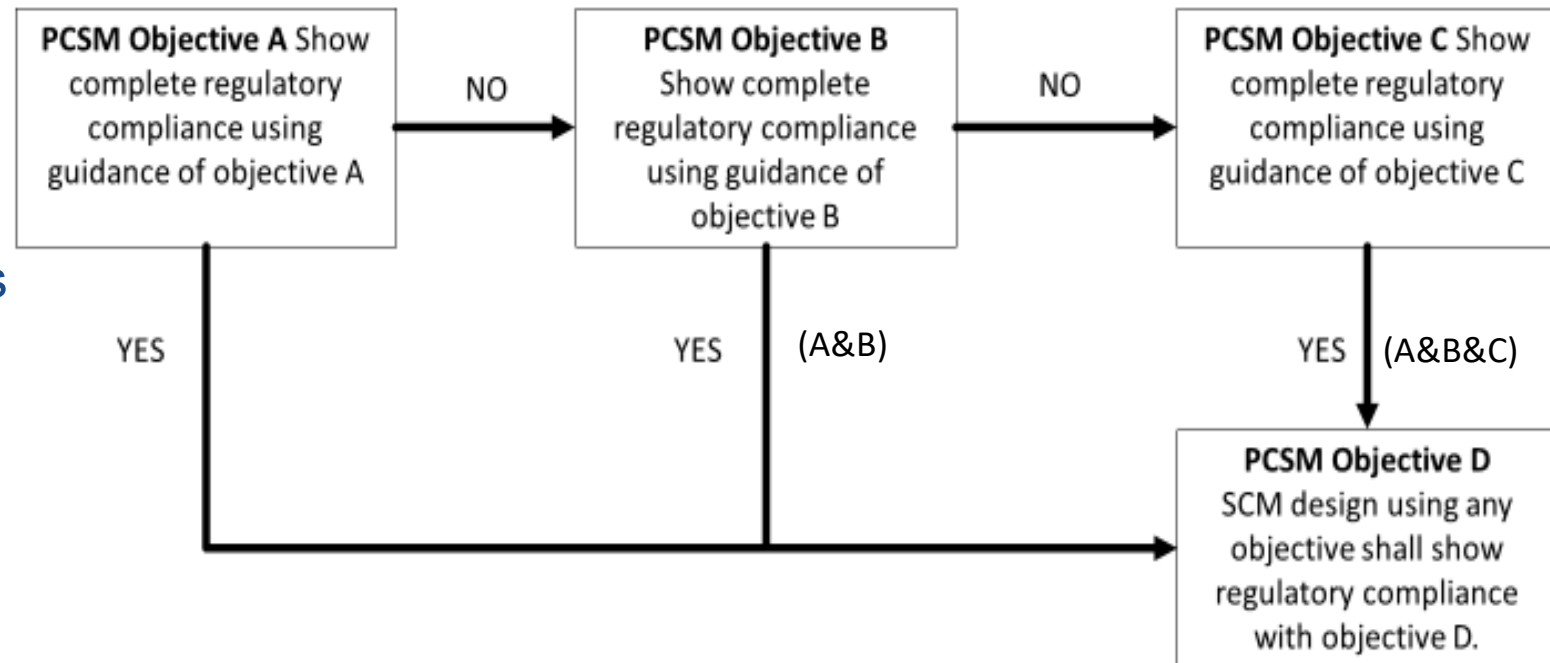 PCSM Objective A Show
complete regulatory
compliance using
guidance of objective A
NO
PCSM Objective B
Show complete
regulatory compliance
using guidance of
objective B
NO
PCSM Objective C Show
complete regulatory
compliance using
guidance of objective C
s
YES
YES
(A&B)
YES
(A&B&C)
PCSM Objective D
SCM design using any
objective shall show
regulatory compliance
with objective D.